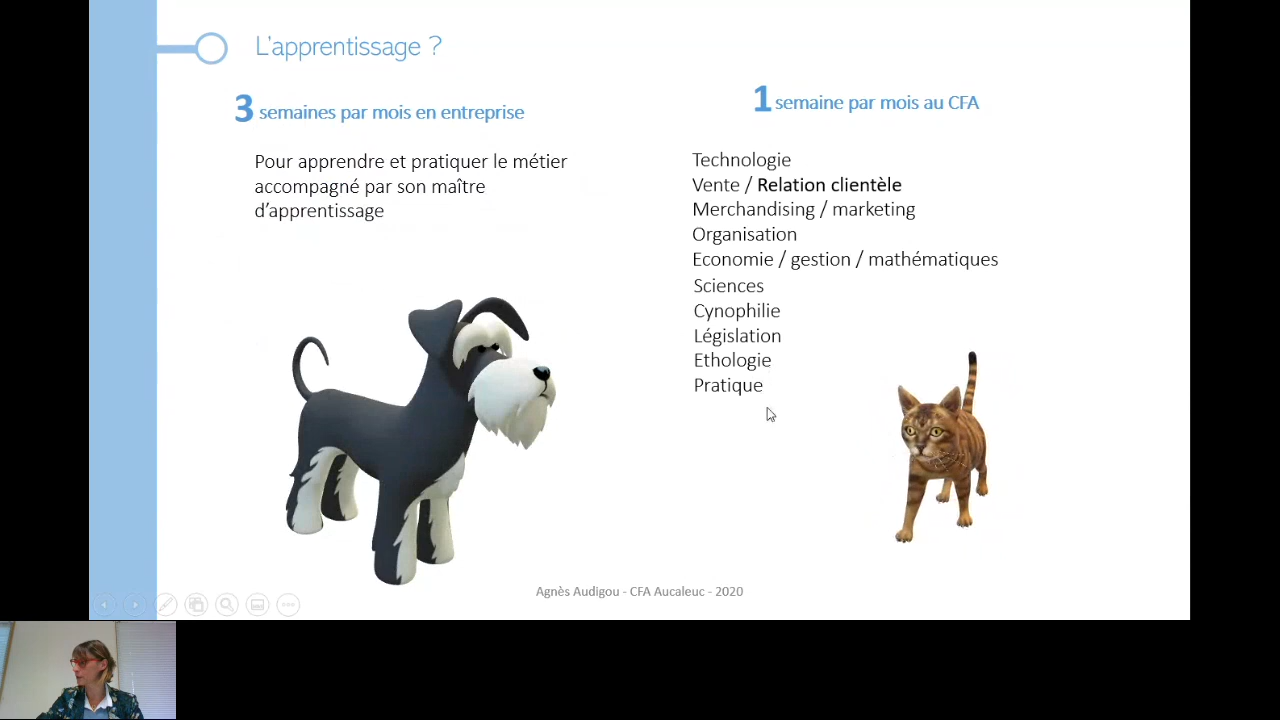 L'apprentissage ?
3 semaines par mois en entreprise
Pour apprendre et pratiquer le métier
accompagné par son maître
d'apprentissage
1 semaine par mois au CFA
Technologie
Vente / Relation clientèle
Merchandising / marketing
Organisation
Economie / gestion / mathématiques
Sciences
Cynophilie
Législation
Ethologie
Pratique
Agnès Audigou - CFA Aucaleuc - 2020